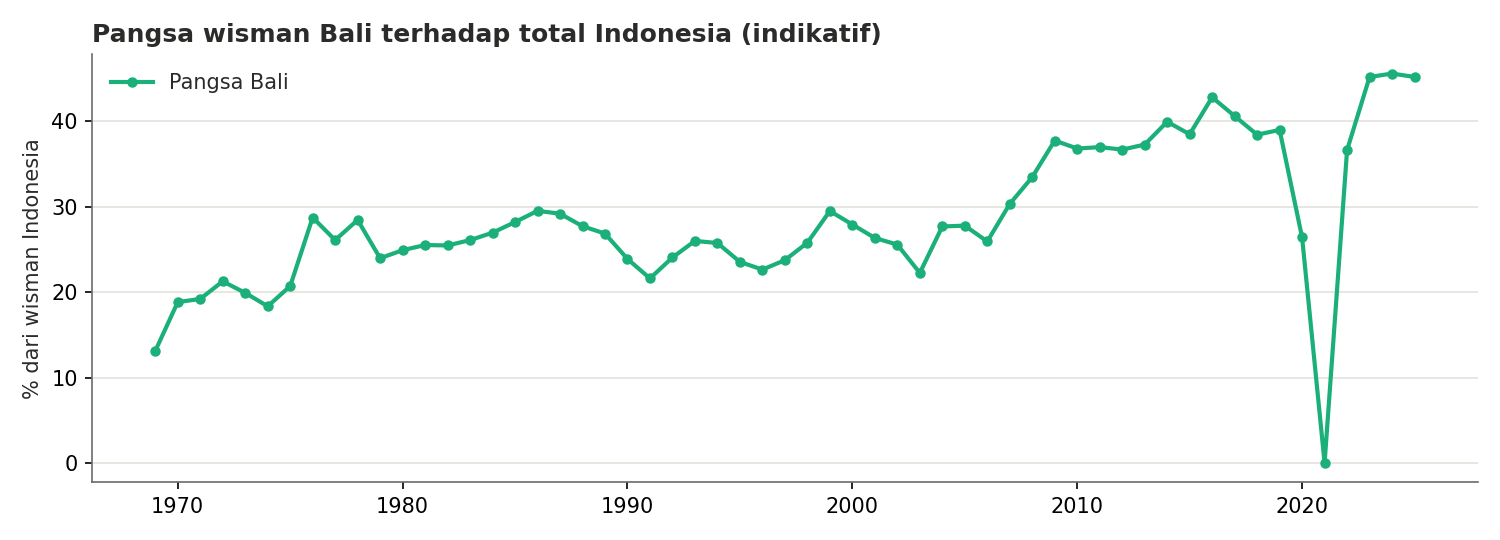 Pangsa wisman Bali terhadap total Indonesia (indikatif)
Pangsa Bali
% dari wisman Indonesia
40
30
20
10
0
1970 1980 1990 2000 2010 2020